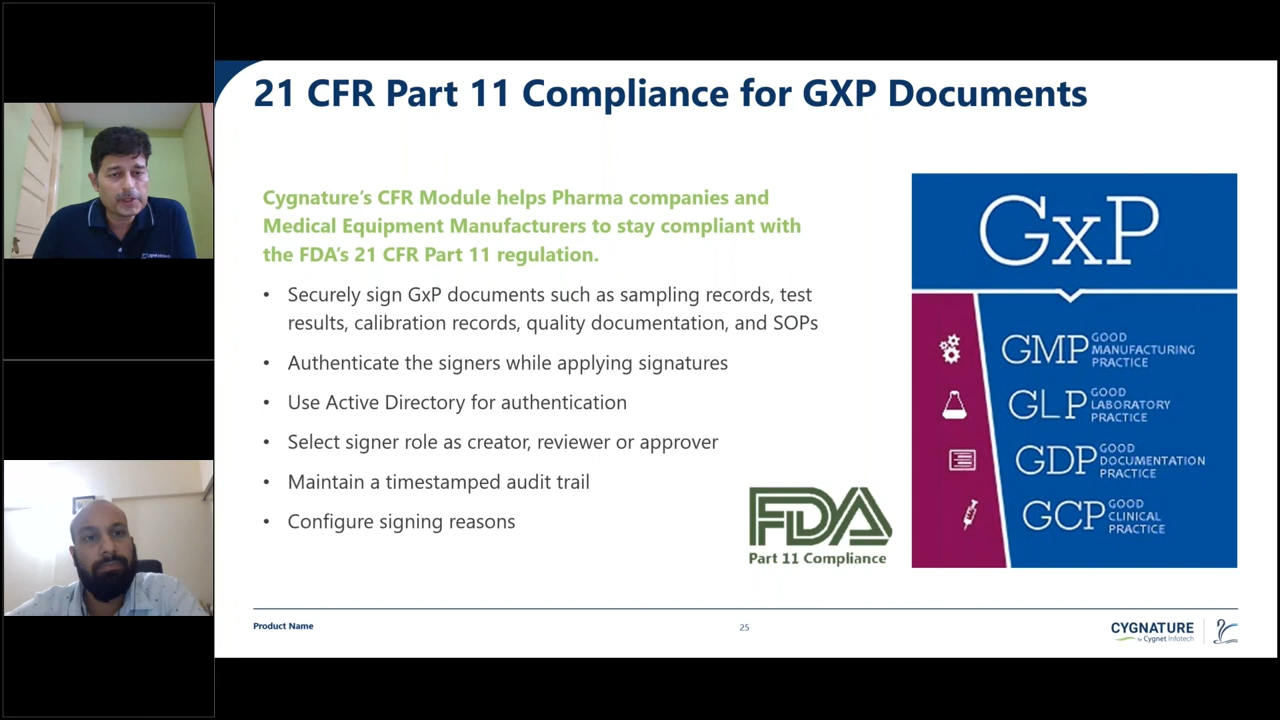 21 CFR Part 11 Compliance for GXP Documents
Cygnature’s CFR Module helps Pharma companies and
Medical Equipment Manufacturers to stay compliant with
the FDA’s 21 CFR Part 11 regulation.
• Securely sign GxP documents such as sampling records, test
results, calibration records, quality documentation, and SOPs
• Authenticate the signers while applying signatures
• Use Active Directory for authentication
• Select signer role as creator, reviewer or approver
• Maintain a timestamped audit trail
• Configure signing reasons
FDA
Part 11 Compliance
GxP
GMP GOOD
MANUFACTURING
PRACTICE
GLP GOOD
LABORATORY
PRACTICE
GDP GOOD
DOCUMENTATION
PRACTICE
GCP GOOD
CLINICAL
PRACTICE
Product Name
25
CYGNATURE
by Cygnet Infotech